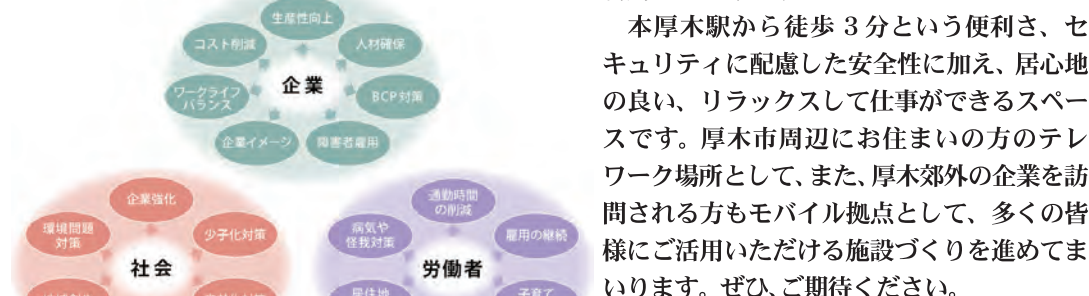 生産性向上
コスト削減
人材確保
企業
ワークライフ
バランス
BCP対策
企業イメージ
障害者雇用
企業強化
環境問題
対策
少子化対策
社会
通勤時間
の削減
病気や
怪我対策
雇用の継続
労働者
居住地
子育て
本厚木駅から徒歩3分という便利さ、セ
キュリティに配慮した安全性に加え、居心地
の良い、リラックスして仕事ができるスペー
スです。厚木市周辺にお住まいの方のテレ
ワーク場所として、また、厚木郊外の企業を訪
問される方もモバイル拠点として、多くの皆
様にご活用いただける施設づくりを進めてま
いります。ぜひ、ご期待ください。